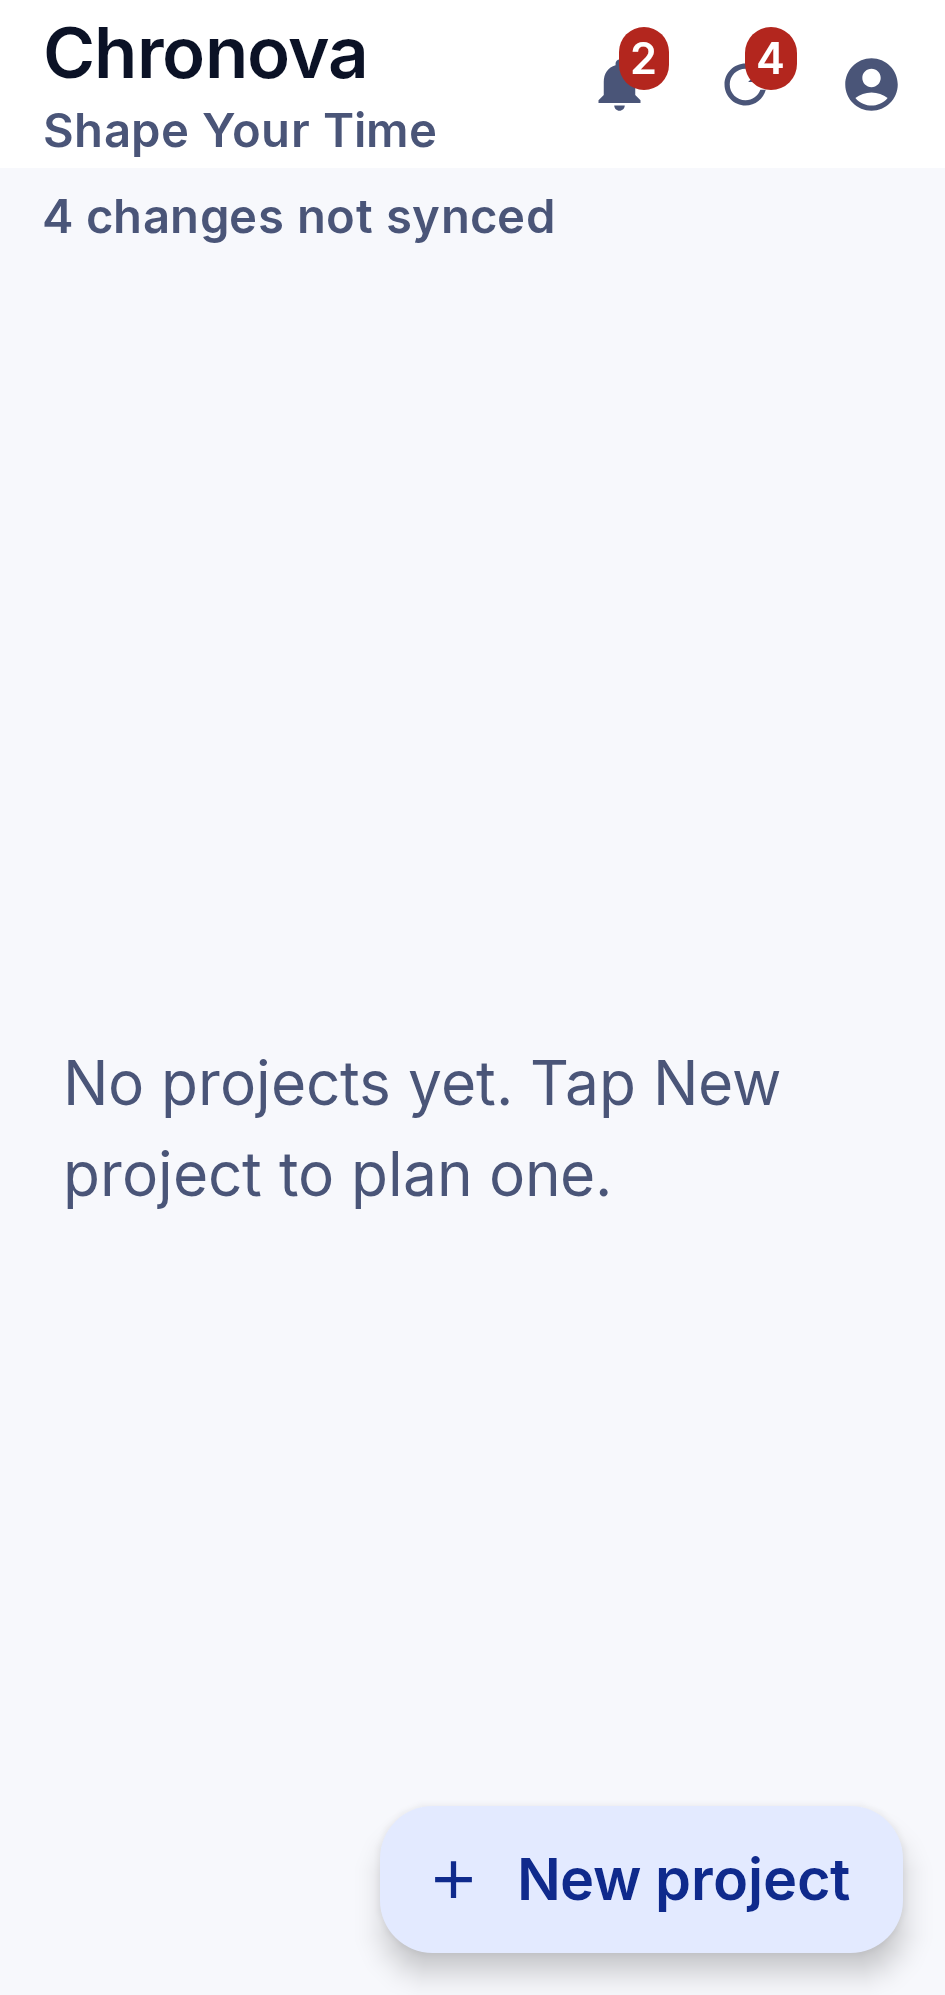 Chronova
2
4
Shape Your Time
4 changes not synced
No projects yet. Tap New
project to plan one.
+ New project